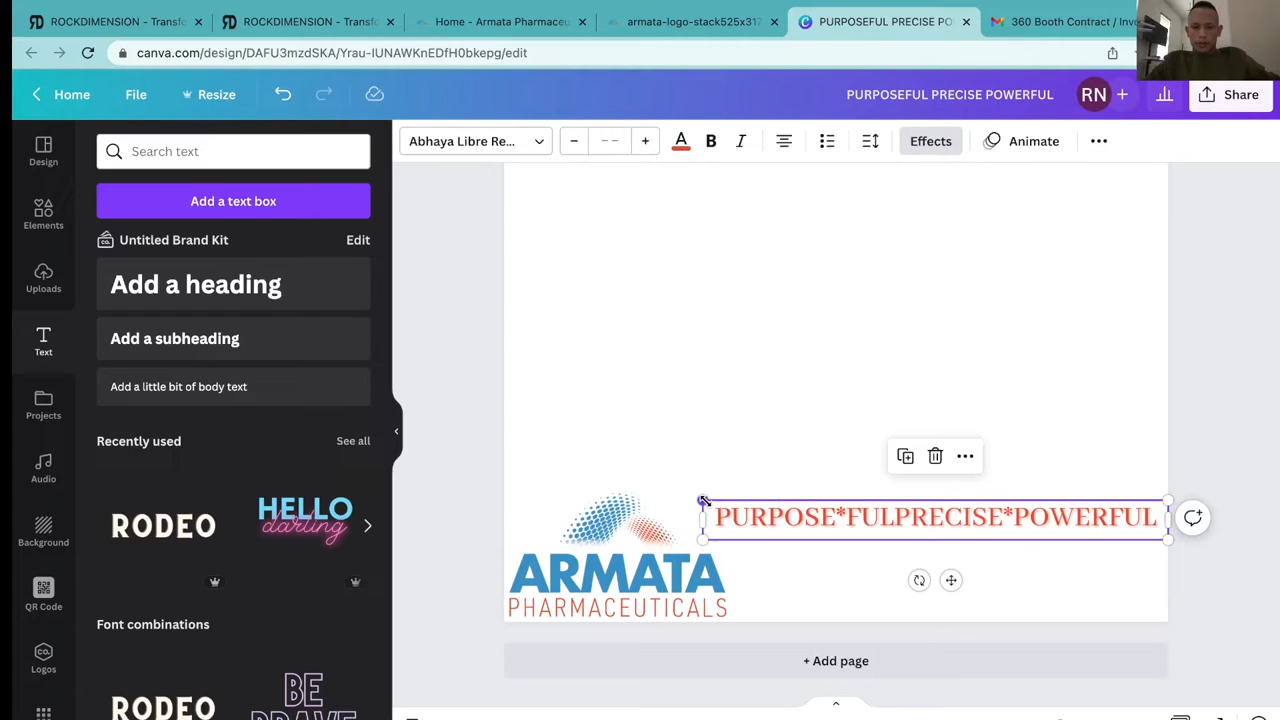 ROCKDIMENSION - Transfo
ROCKDIMENSION - Transfo
Home - Armata Pharmaceu
armata-logo-stack525x317
PURPOSEFUL PRECISE PO
360 Booth Contract / Invo
canva.com/design/DAFU3mzdSKA/Yrau-IUNAWKnEDfH0bkepg/edit
Home
File
Resize
PURPOSEFUL PRECISE POWERFUL
RN
Share
Abhaya Libre Re...
Effects
Animate
Design
Elements
Uploads
Text
Projects
Audio
Background
QR Code
Logos
Search text
Add a text box
Untitled Brand Kit
Edit
Add a heading
Add a subheading
Add a little bit of body text
Recently used
See all
RODEO
HELLO
darling
Font combinations
RODEO
BE
BRAVE
PURPOSE*FULPRECISE*POWERFUL
ARMATA
PHARMACEUTICALS
+ Add page